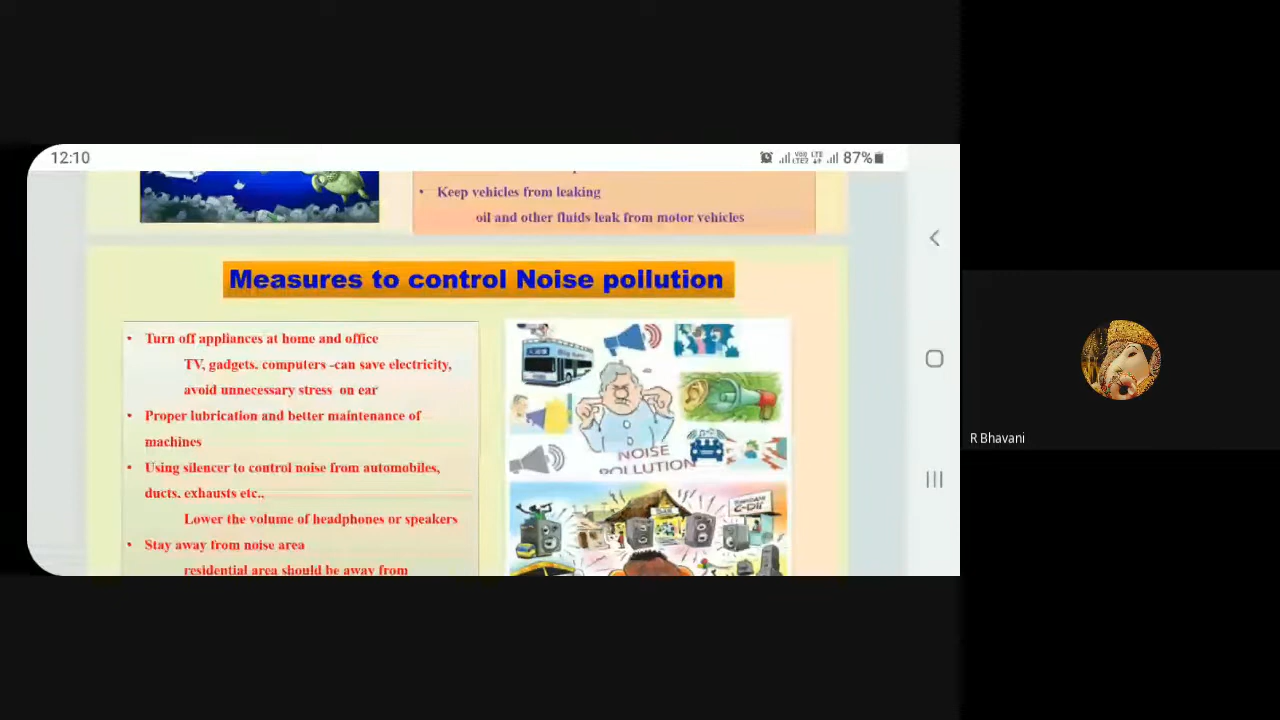 12:10
87%
Keep vehicles from leaking
oil and other fluids leak from motor vehicles
Measures to control Noise pollution
• Turn off appliances at home and office
TV, gadgets. computers -can save electricity,
avoid unnecessary stress on ear
• Proper lubrication and better maintenance of
machines
• Using silencer to control noise from automobiles,
ducts. exhausts etc..
Lower the volume of headphones or speakers
• Stay away from noise area
residential area should be away from
NOISE
POLLUTION
R Bhavani